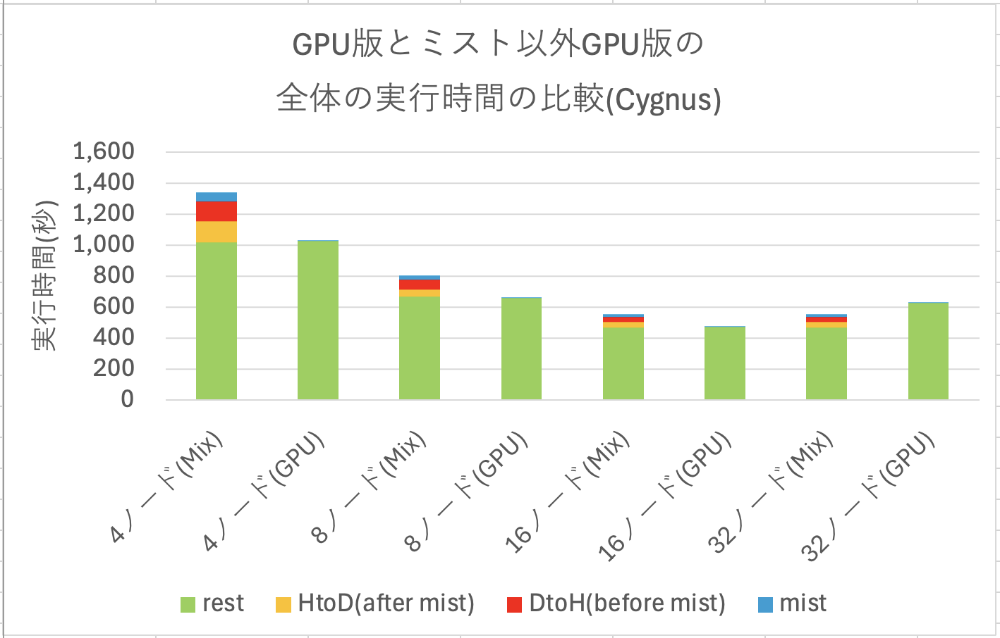 GPU版とミスト以外GPU版の
全体の実行時間の比較(Cygnus)
実行時間(秒)
1,600
1,400
1,200
1,000
800
600
400
200
0
4ノード(Mix)
4ノード(GPU)
8ノード(Mix)
8ノード(GPU)
16ノード(Mix)
16ノード(GPU)
32ノード(Mix)
32ノード(GPU)
rest HtoD(after mist) DtoH(before mist) mist